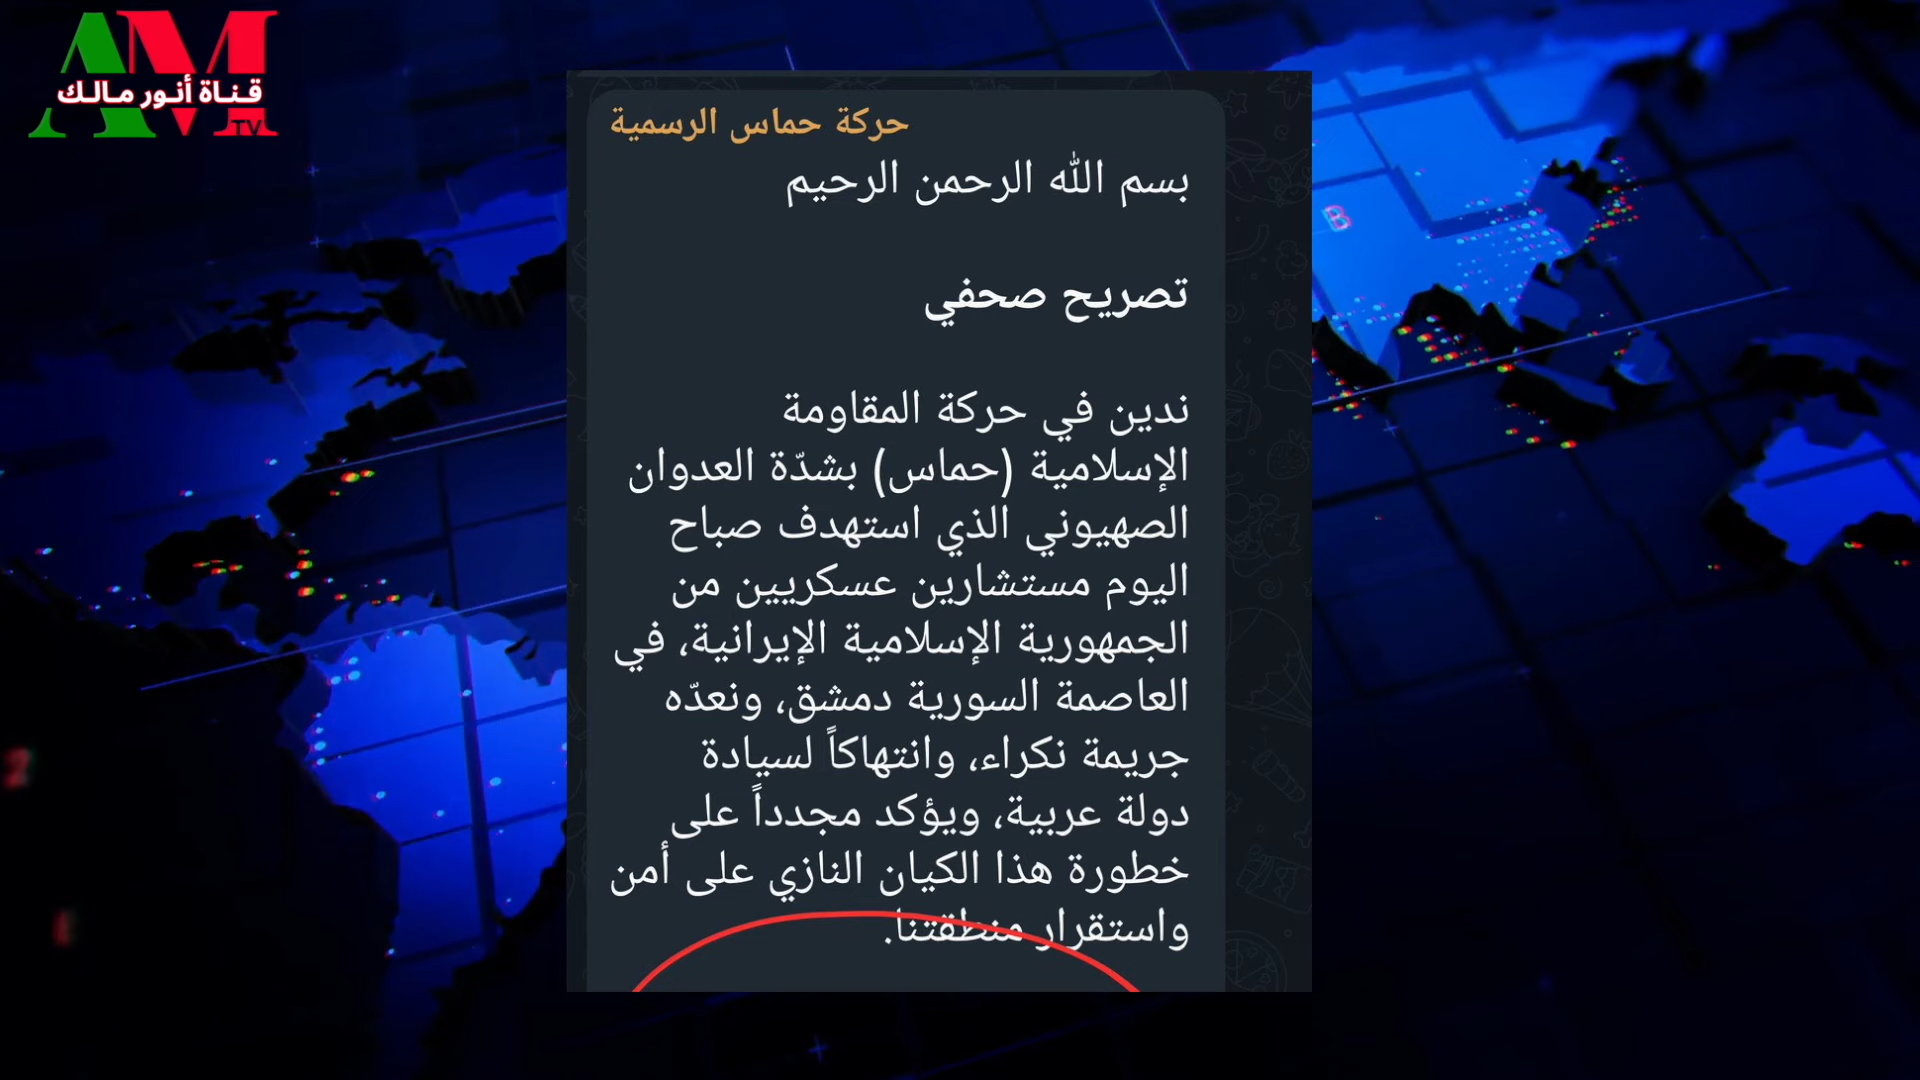 AM
قناة أنور مالك
TV
حركة حماس الرسمية
بسم الله الرحمن الرحيم
تصريح صحفي
ندين في حركة المقاومة
الإسلامية (حماس) بشدّة العدوان
الصهيوني الذي استهدف صباح
اليوم مستشارين عسكريين من
الجمهورية الإسلامية الإيرانية، في
العاصمة السورية دمشق، ونعدّه
جريمة نكراء، وانتهاكاً لسيادة
دولة عربية، ويؤكد مجدداً على
خطورة هذا الكيان النازي على أمن
واستقرار منطقتنا.
B